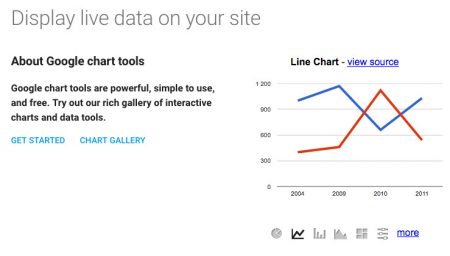 Display live data on your site
About Google chart tools
Google chart tools are powerful, simple to use,
and free. Try out our rich gallery of interactive
charts and data tools.
GET STARTED CHART GALLERY
Line Chart - view source
1 200
900
600
300
0
2004 2009 2010 2011
more